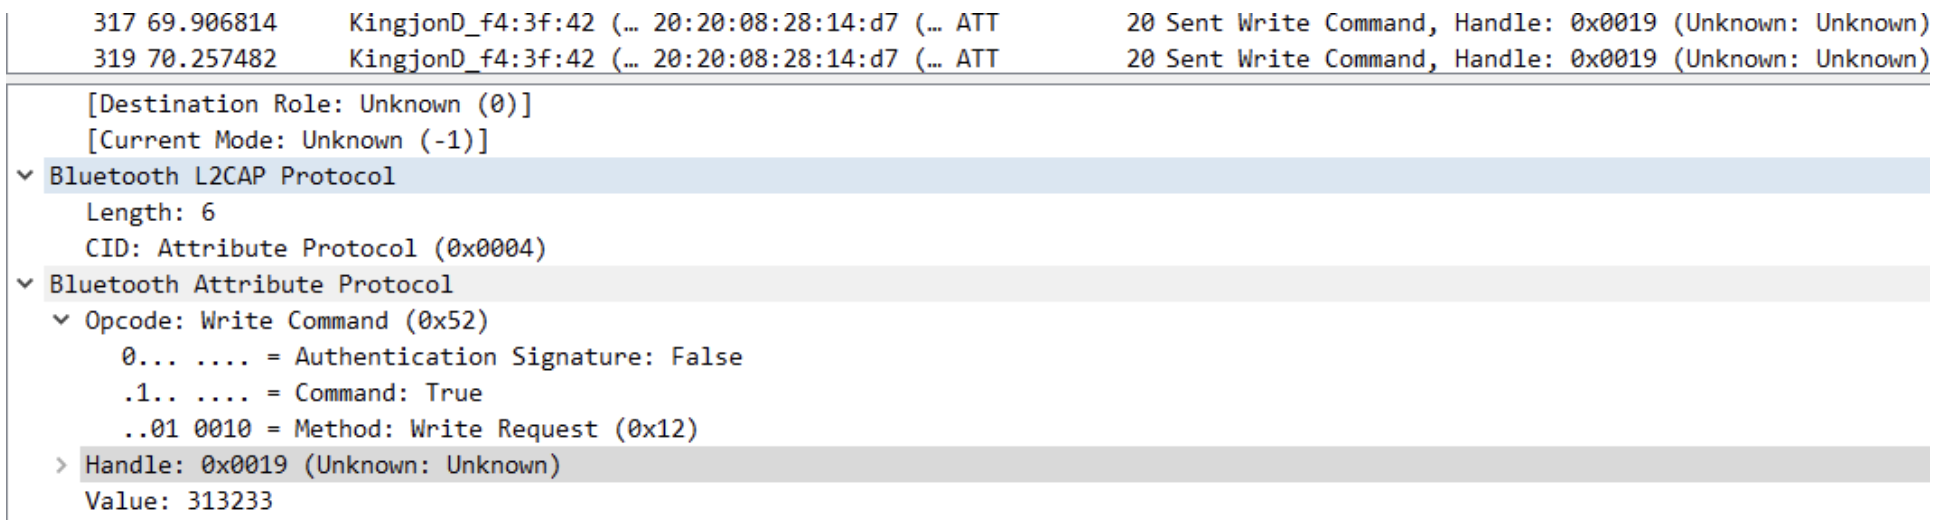 317 69.906814 KingjonD_f4:3f:42 (… 20:20:08:28:14:d7 (… ATT 20 Sent Write Command, Handle: 0x0019 (Unknown: Unknown)
319 70.257482 KingjonD_f4:3f:42 (… 20:20:08:28:14:d7 (… ATT 20 Sent Write Command, Handle: 0x0019 (Unknown: Unknown)
[Destination Role: Unknown (0)]
[Current Mode: Unknown (-1)]
Bluetooth L2CAP Protocol
Length: 6
CID: Attribute Protocol (0x0004)
Bluetooth Attribute Protocol
Opcode: Write Command (0x52)
0... .... = Authentication Signature: False
.1.. .... = Command: True
..01 0010 = Method: Write Request (0x12)
Handle: 0x0019 (Unknown: Unknown)
Value: 313233